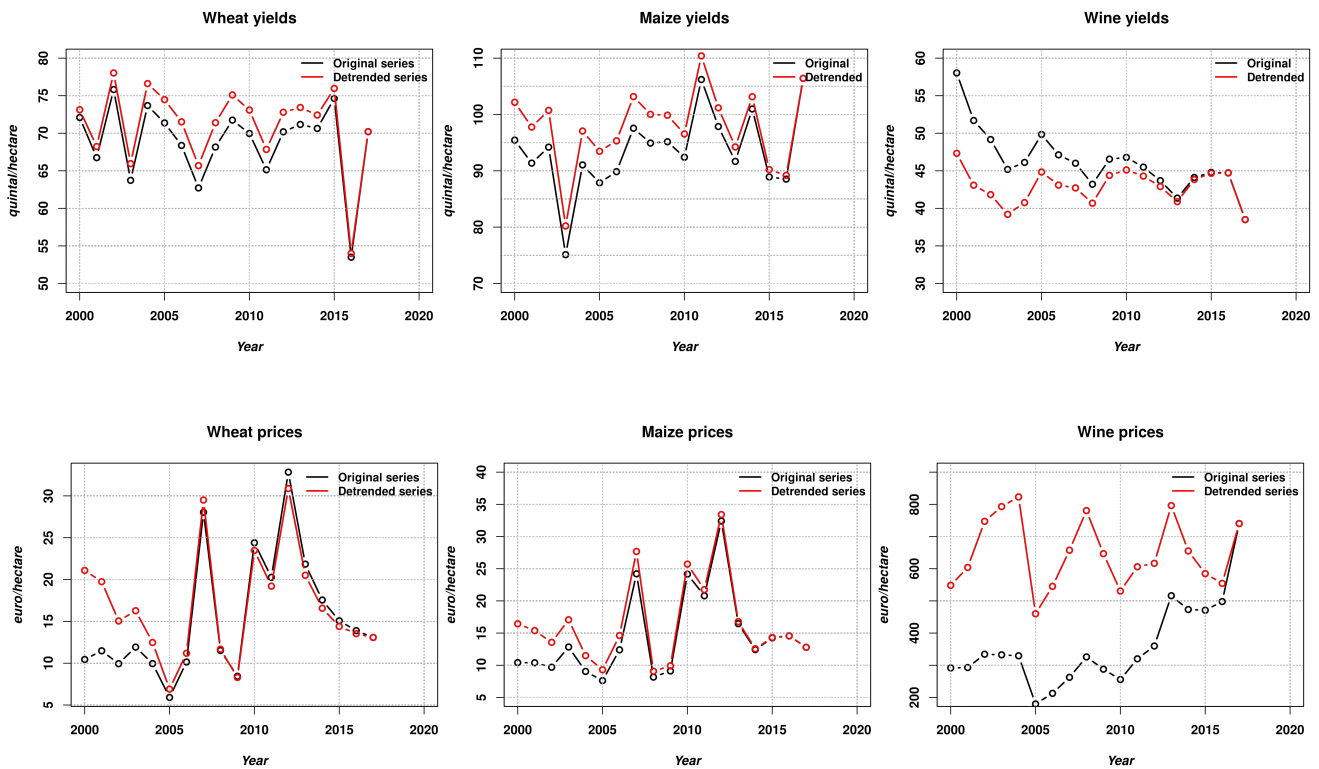 Wheat yields
80
75
70
65
60
55
50
quintal/hectare
Original series
Detrended series
2000 2005 2010 2015 2020
Year
Maize yields
110
100
90
80
70
quintal/hectare
Original
Detrended
2000 2005 2010 2015 2020
Year
Wine yields
60
55
50
45
40
35
30
quintal/hectare
Original
Detrended
2000 2005 2010 2015 2020
Year
Wheat prices
30
25
20
15
10
5
euro/hectare
Original series
Detrended series
2000 2005 2010 2015 2020
Year
Maize prices
40
35
30
25
20
15
10
5
euro/hectare
Original series
Detrended series
2000 2005 2010 2015 2020
Year
Wine prices
800
600
400
200
euro/hectare
Original series
Detrended series
2000 2005 2010 2015 2020
Year